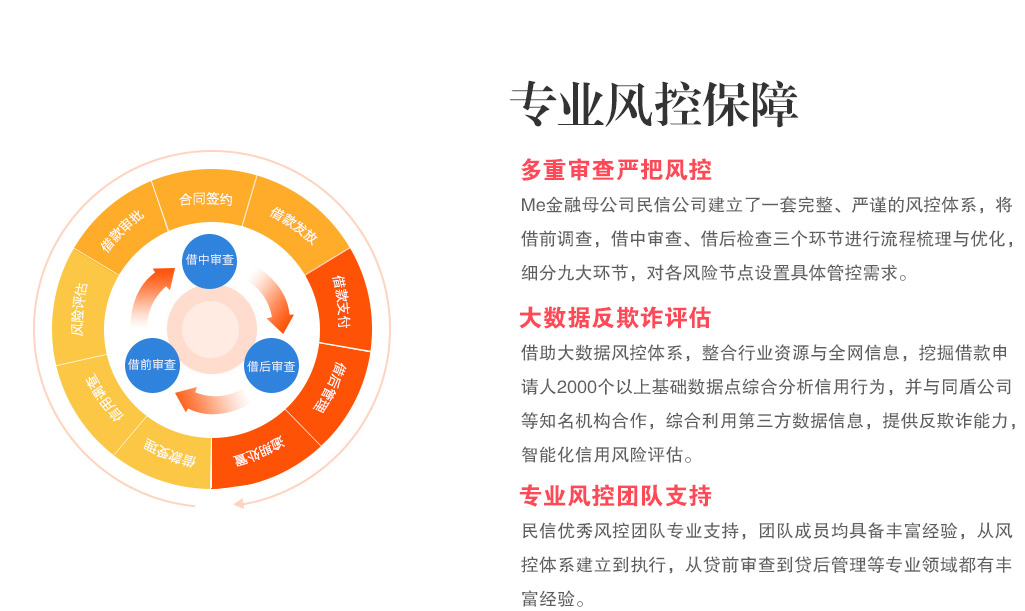 专业风控保障
多重审查严把风控
Me金融母公司民信公司建立了一套完整、严谨的风控体系，将
借前调查，借中审查、借后检查三个环节进行流程梳理与优化，
细分九大环节，对各风险节点设置具体管控需求。
大数据反欺诈评估
借助大数据风控体系，整合行业资源与全网信息，挖掘借款申
请人2000个以上基础数据点综合分析信用行为，并与同盾公司
等知名机构合作，综合利用第三方数据信息，提供反欺诈能力，
智能化信用风险评估。
专业风控团队支持
民信优秀风控团队专业支持，团队成员均具备丰富经验，从风
控体系建立到执行，从贷前审查到贷后管理等专业领域都有丰
富经验。
合同签约
借款发放
借款支付
借后管理
逾期处置
借款受理
信用调查
风险评估
借款审批
借中审查
借后审查
借前审查